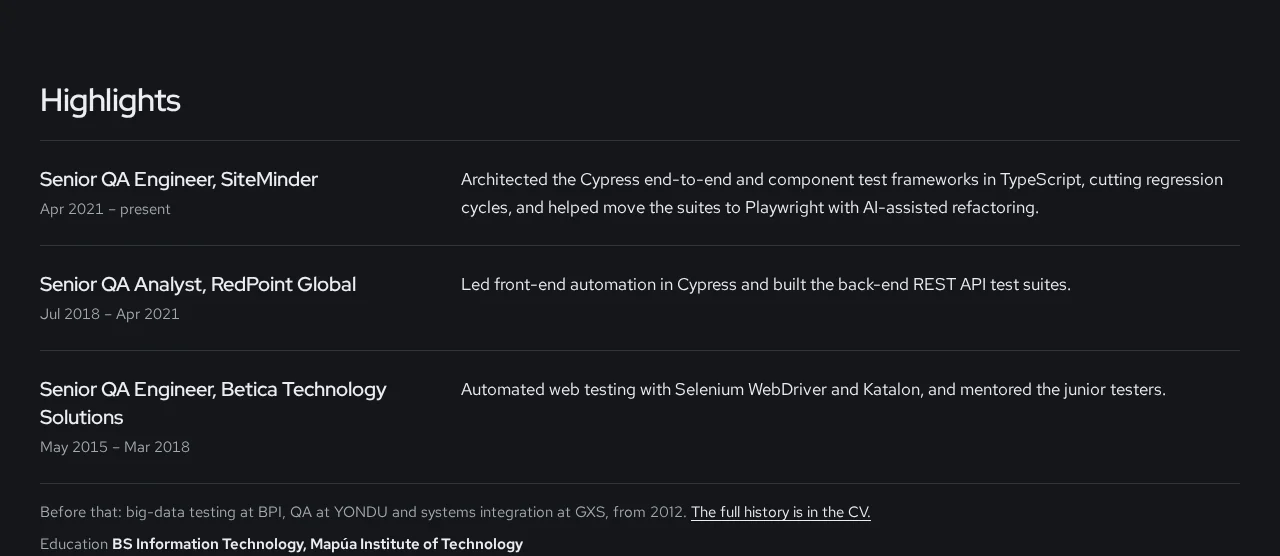 Highlights
Senior QA Engineer, SiteMinder
Apr 2021 – present
Architected the Cypress end-to-end and component test frameworks in TypeScript, cutting regression
cycles, and helped move the suites to Playwright with AI-assisted refactoring.
Senior QA Analyst, RedPoint Global
Jul 2018 – Apr 2021
Led front-end automation in Cypress and built the back-end REST API test suites.
Senior QA Engineer, Betica Technology
Solutions
May 2015 – Mar 2018
Automated web testing with Selenium WebDriver and Katalon, and mentored the junior testers.
Before that: big-data testing at BPI, QA at YONDU and systems integration at GXS, from 2012. The full history is in the CV.
Education BS Information Technology, Mapúa Institute of Technology